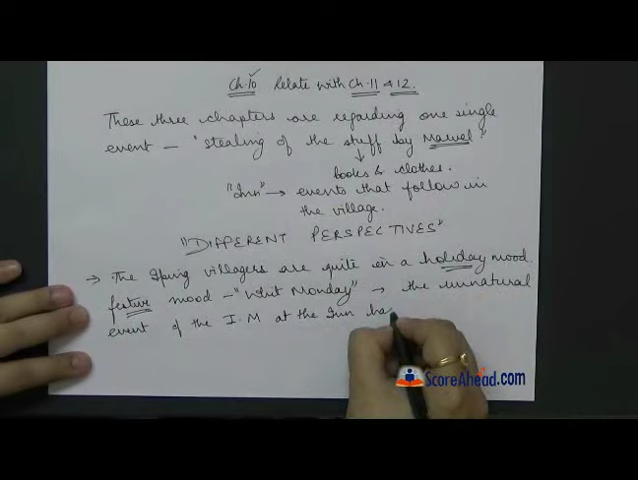 Ch.10 Relate with Ch.11 & 12.
These three chapters are regarding one single
event - "stealing of the stuff by Marvel"
books & clothes.
"Inn" → events that follow in
the village.
"DIFFERENT PERSPECTIVES"
→ The Iping villagers are quite in a holiday mood.
festive mood - "Whit Monday" → the unnatural
event of the I.M at the Inn ha
ScoreAhead.com